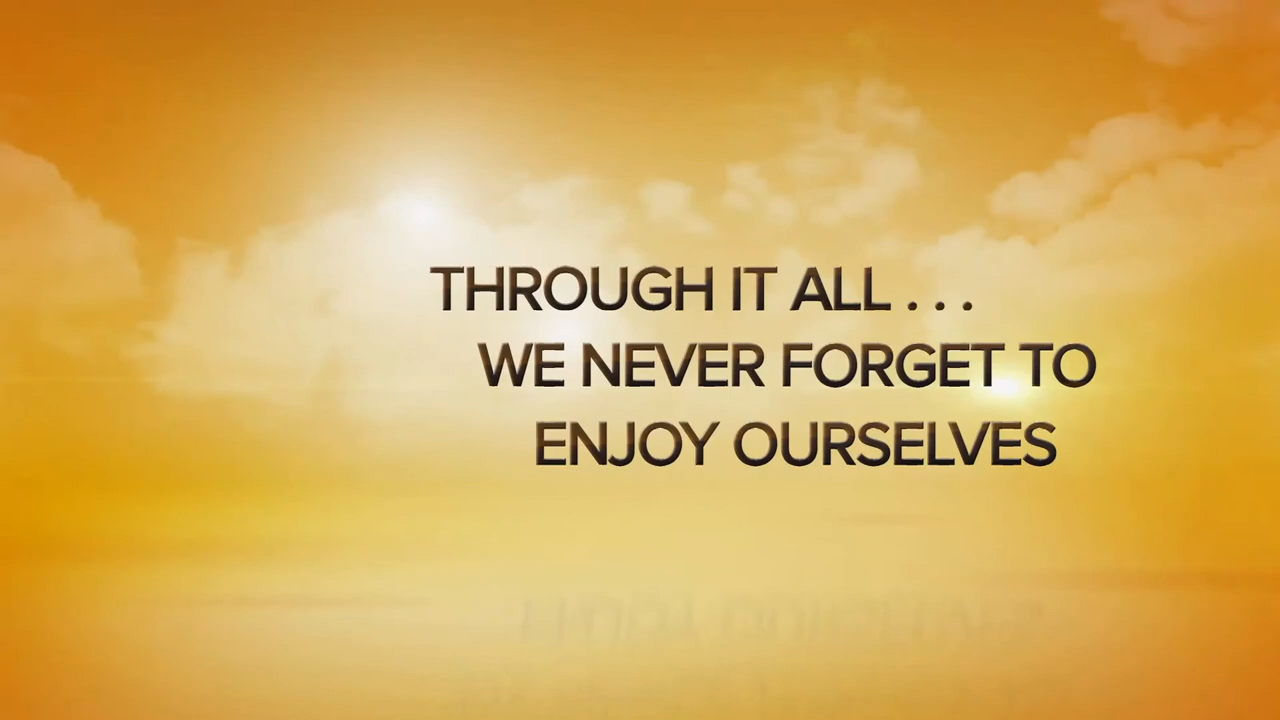 THROUGH IT ALL . . .
WE NEVER FORGET TO
ENJOY OURSELVES